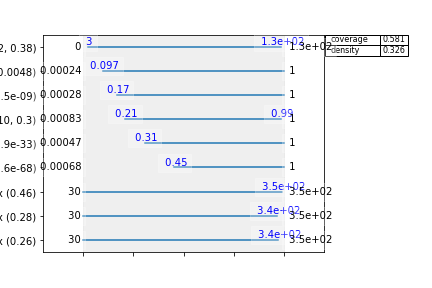 coverage 0.581
density 0.326
2, 0.38) 0 3 1.3e+02 1.3e+02
0.0048) 0.00024 0.097 1
5e-09) 0.00028 0.17 1
10, 0.3) 0.00083 0.21 0.99 1
9e-33) 0.00047 0.31 1
6e-68) 0.00068 0.45 1
x (0.46) 30 3.5e+02 3.5e+02
x (0.28) 30 3.4e+02 3.5e+02
x (0.26) 30 3.4e+02 3.5e+02